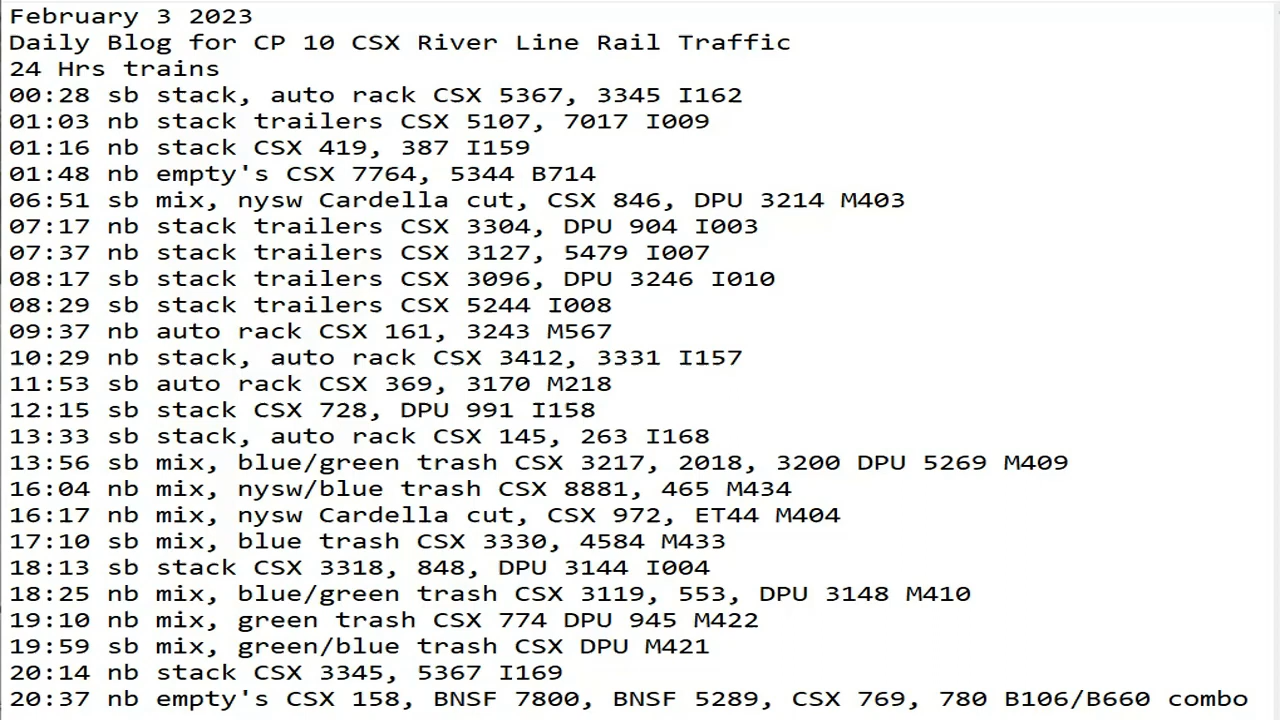 February 3 2023
Daily Blog for CP 10 CSX River Line Rail Traffic
24 Hrs trains
00:28 sb stack, auto rack CSX 5367, 3345 I162
01:03 nb stack trailers CSX 5107, 7017 I009
01:16 nb stack CSX 419, 387 I159
01:48 nb empty's CSX 7764, 5344 B714
06:51 sb mix, nysw Cardella cut, CSX 846, DPU 3214 M403
07:17 nb stack trailers CSX 3304, DPU 904 I003
07:37 nb stack trailers CSX 3127, 5479 I007
08:17 sb stack trailers CSX 3096, DPU 3246 I010
08:29 sb stack trailers CSX 5244 I008
09:37 nb auto rack CSX 161, 3243 M567
10:29 nb stack, auto rack CSX 3412, 3331 I157
11:53 sb auto rack CSX 369, 3170 M218
12:15 sb stack CSX 728, DPU 991 I158
13:33 sb stack, auto rack CSX 145, 263 I168
13:56 sb mix, blue/green trash CSX 3217, 2018, 3200 DPU 5269 M409
16:04 nb mix, nysw/blue trash CSX 8881, 465 M434
16:17 nb mix, nysw Cardella cut, CSX 972, ET44 M404
17:10 sb mix, blue trash CSX 3330, 4584 M433
18:13 sb stack CSX 3318, 848, DPU 3144 I004
18:25 nb mix, blue/green trash CSX 3119, 553, DPU 3148 M410
19:10 nb mix, green trash CSX 774 DPU 945 M422
19:59 sb mix, green/blue trash CSX DPU M421
20:14 nb stack CSX 3345, 5367 I169
20:37 nb empty's CSX 158, BNSF 7800, BNSF 5289, CSX 769, 780 B106/B660 combo